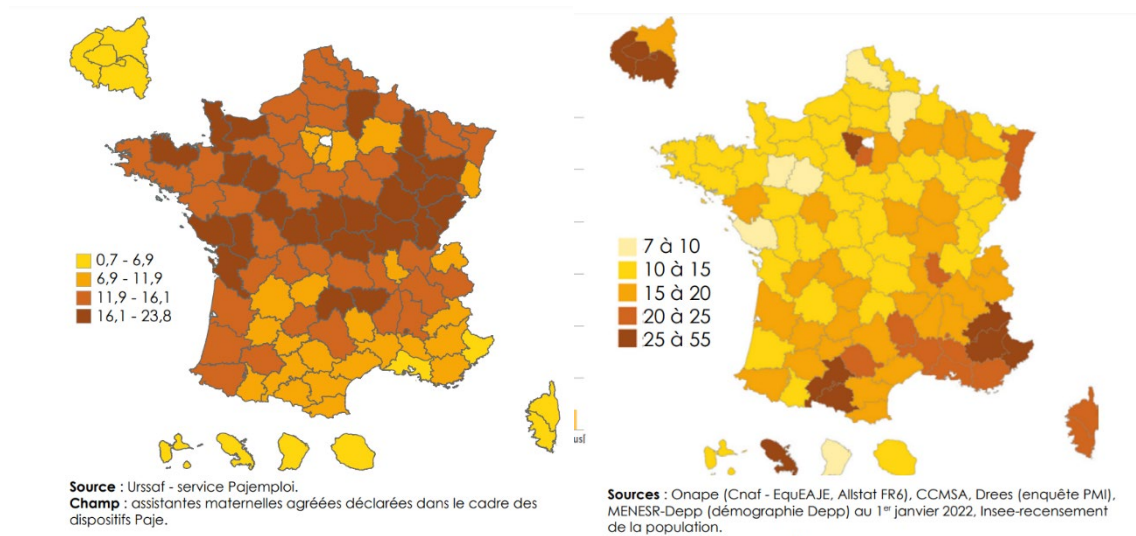 0,7 - 6,9
6,9 - 11,9
11,9 - 16,1
16,1 - 23,8
Source : Urssaf - service Pajemploi.
Champ : assistantes maternelles agréées déclarées dans le cadre des
dispositifs Paje.
7 à 10
10 à 15
15 à 20
20 à 25
25 à 55
Sources : Onape (Cnaf - EquEAJE, Allstat FR6), CCMSA, Drees (enquête PMI),
MENESR-Depp (démographie Depp) au 1er janvier 2022, Insee-recensement
de la population.